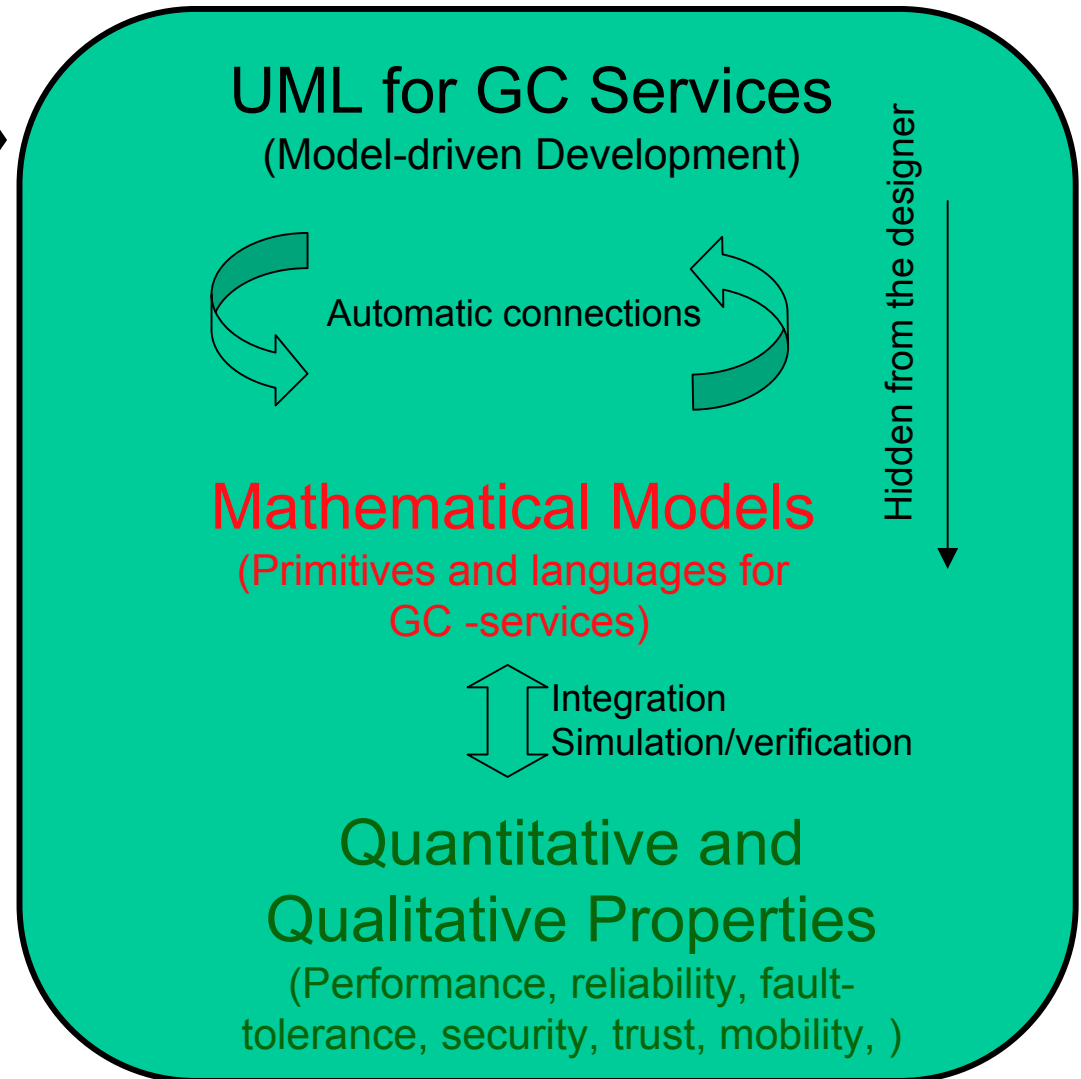 UML for GC Services
(Model-driven Development)
Hidden from the designer
Automatic connections
Mathematical Models
(Primitives and languages for
GC -services)
Integration
Simulation/verification
Quantitative and
Qualitative Properties
(Performance, reliability, fault-
tolerance, security, trust, mobility, )